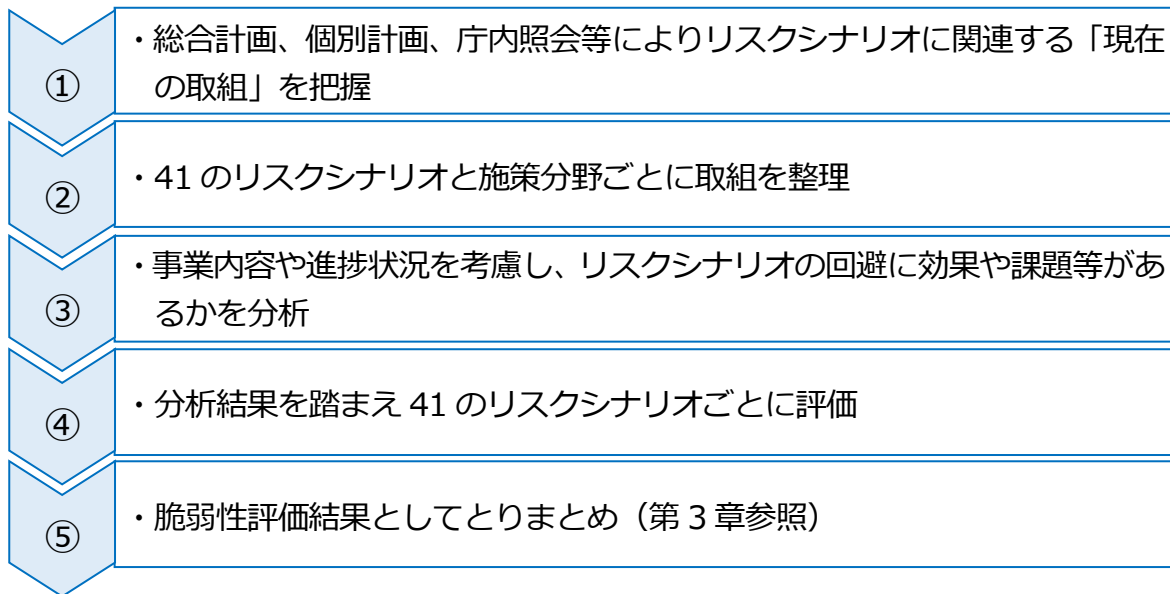 ①
・総合計画、個別計画、庁内照会等によりリスクシナリオに関連する「現在
の取組」を把握
②
・41 のリスクシナリオと施策分野ごとに取組を整理
③
・事業内容や進捗状況を考慮し、リスクシナリオの回避に効果や課題等があ
るかを分析
④
・分析結果を踏まえ 41 のリスクシナリオごとに評価
⑤
・脆弱性評価結果としてとりまとめ（第 3 章参照）